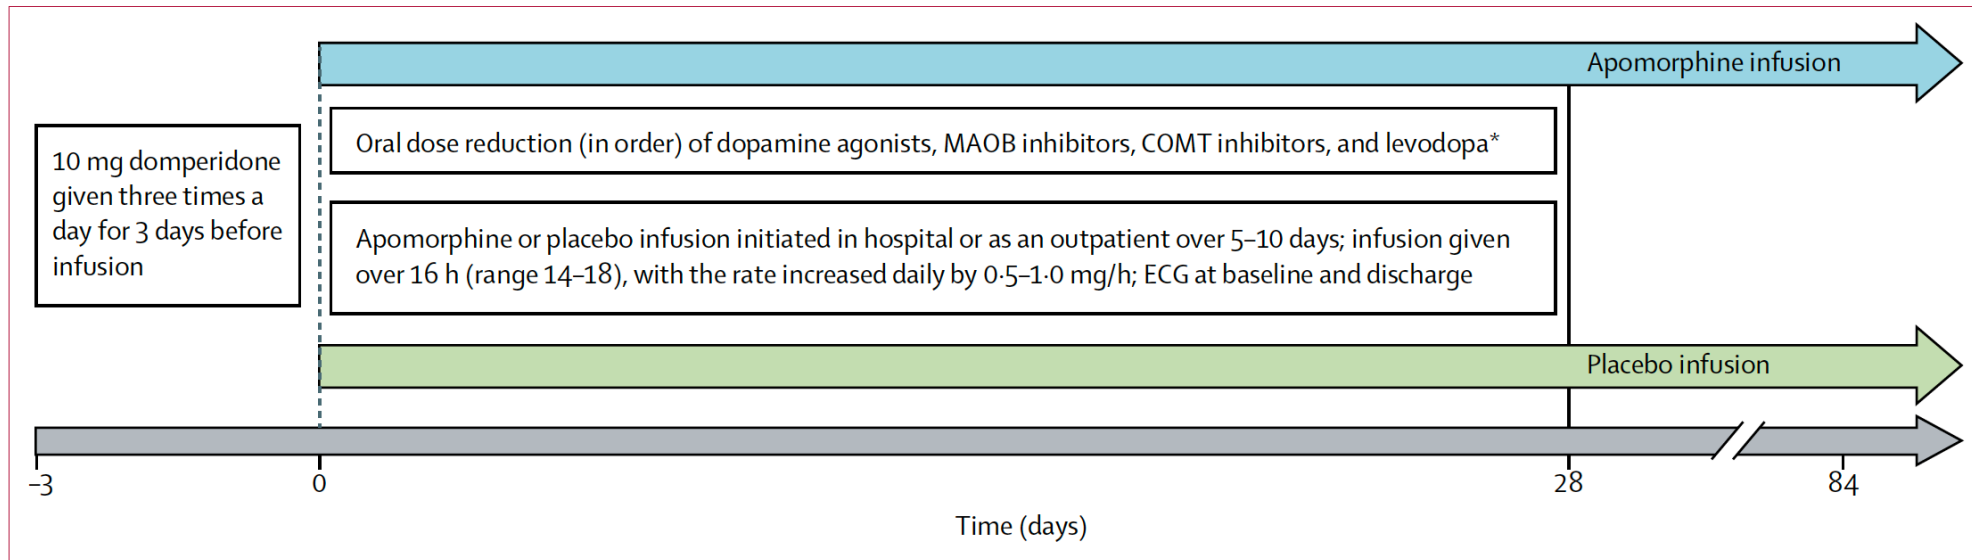 Apomorphine infusion
Oral dose reduction (in order) of dopamine agonists, MAOB inhibitors, COMT inhibitors, and levodopa*
10 mg domperidone
given three times a
day for 3 days before
infusion
Apomorphine or placebo infusion initiated in hospital or as an outpatient over 5–10 days; infusion given
over 16 h (range 14–18), with the rate increased daily by 0·5–1·0 mg/h; ECG at baseline and discharge
Placebo infusion
–3
0
28
84
Time (days)